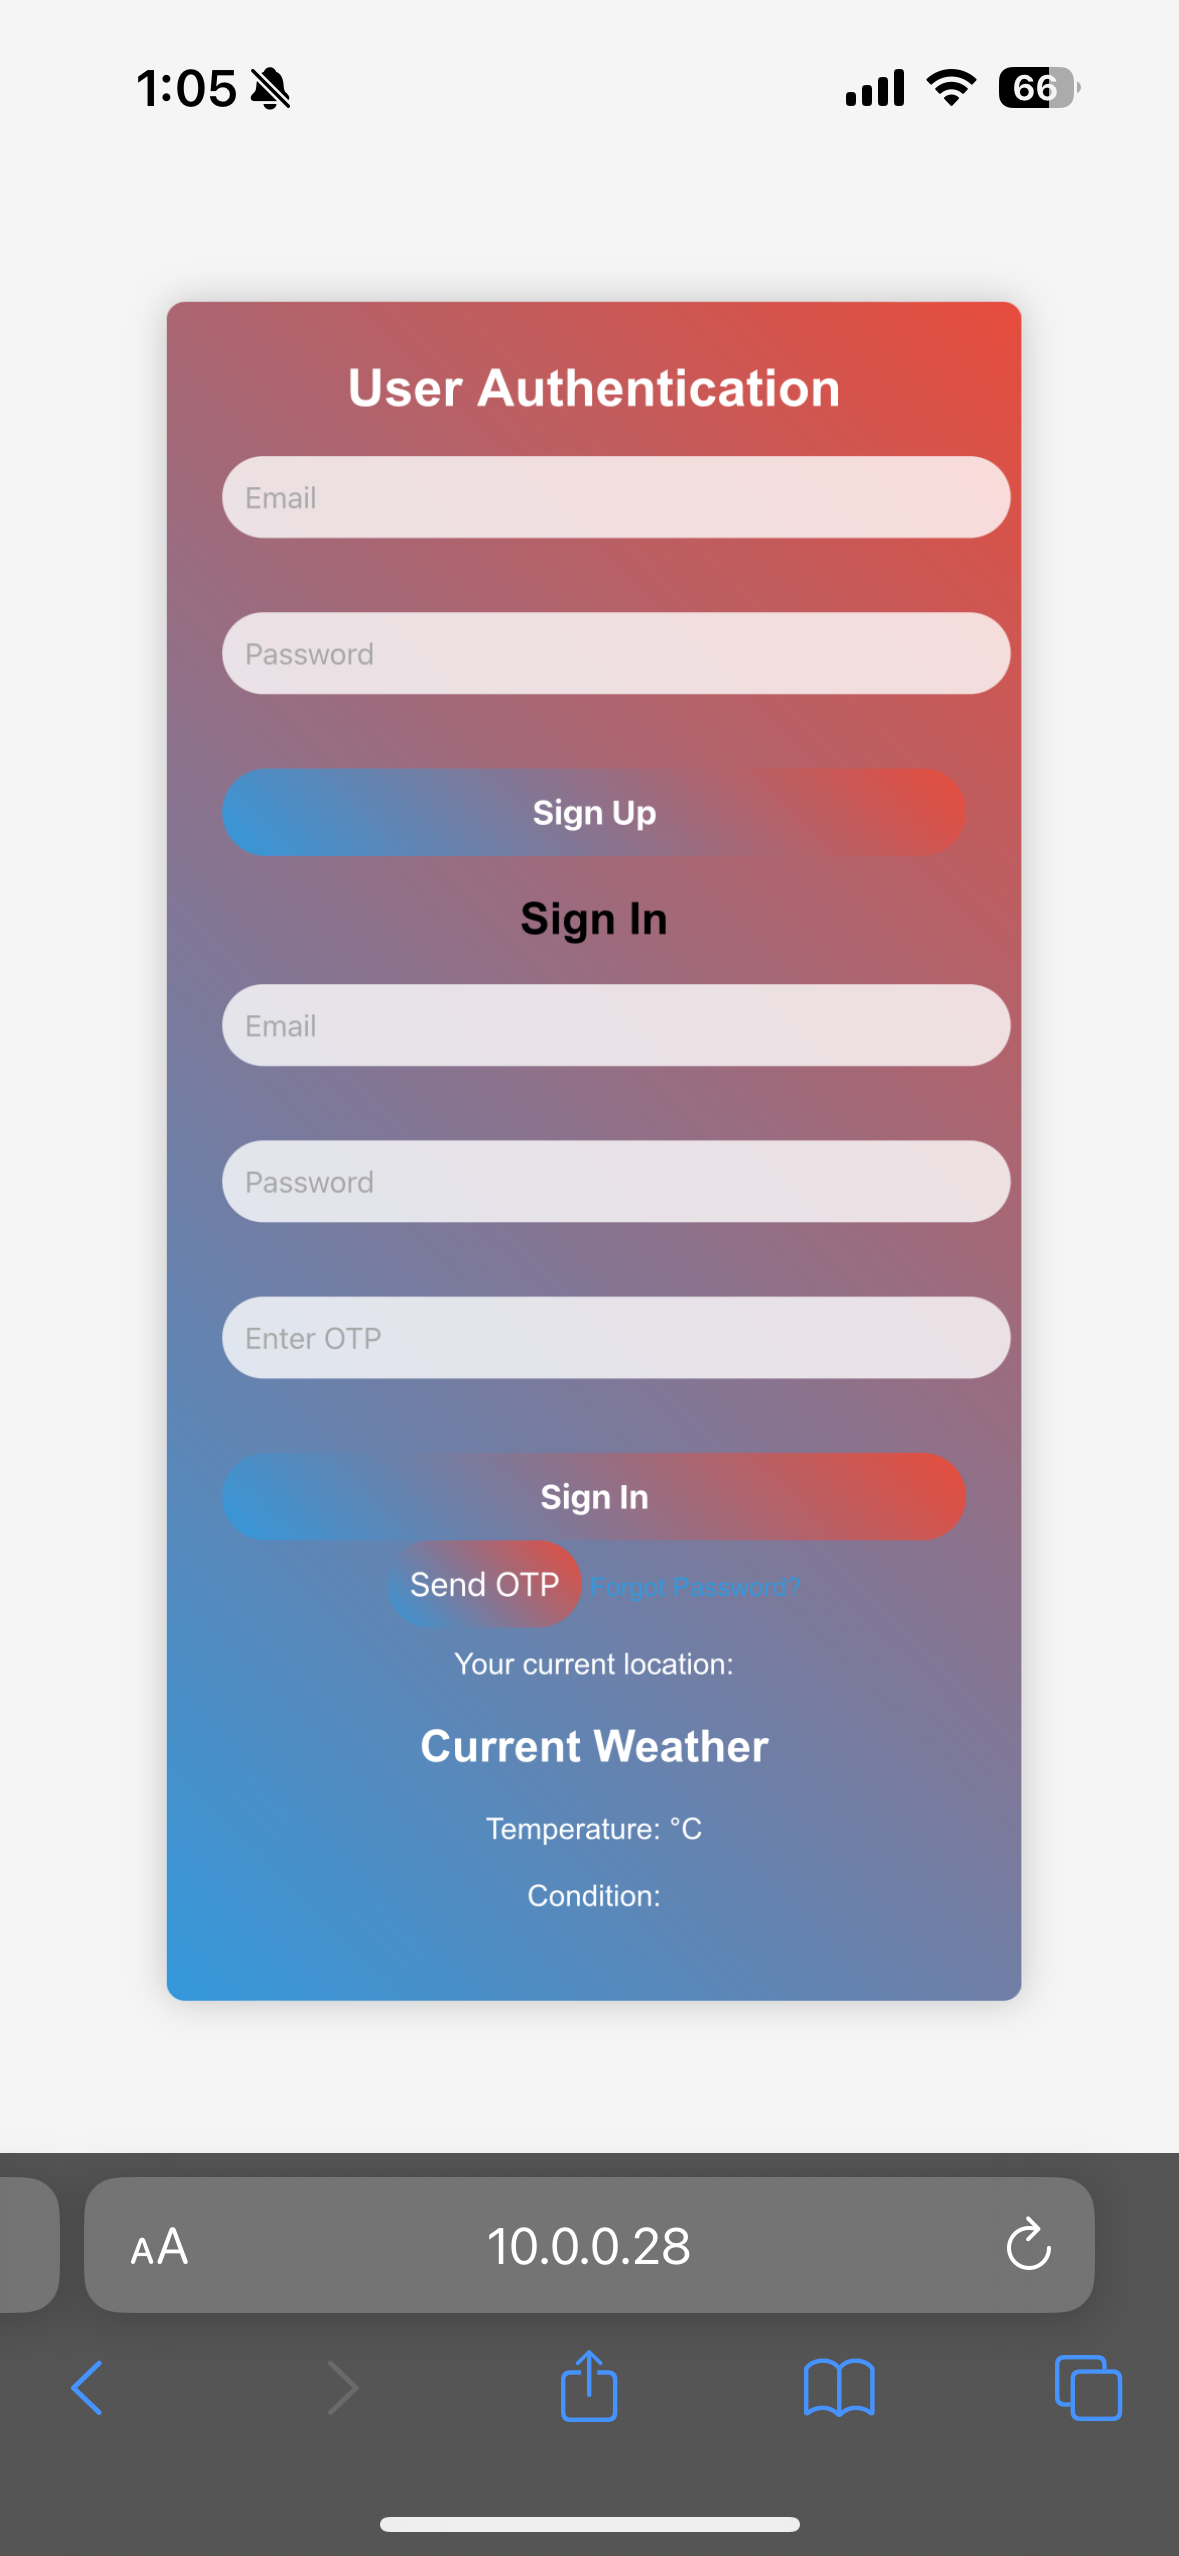 1:05
66
User Authentication
Email
Password
Sign Up
Sign In
Email
Password
Enter OTP
Sign In
Send OTP Forgot Password?
Your current location:
Current Weather
Temperature: °C
Condition:
AA 10.0.0.28